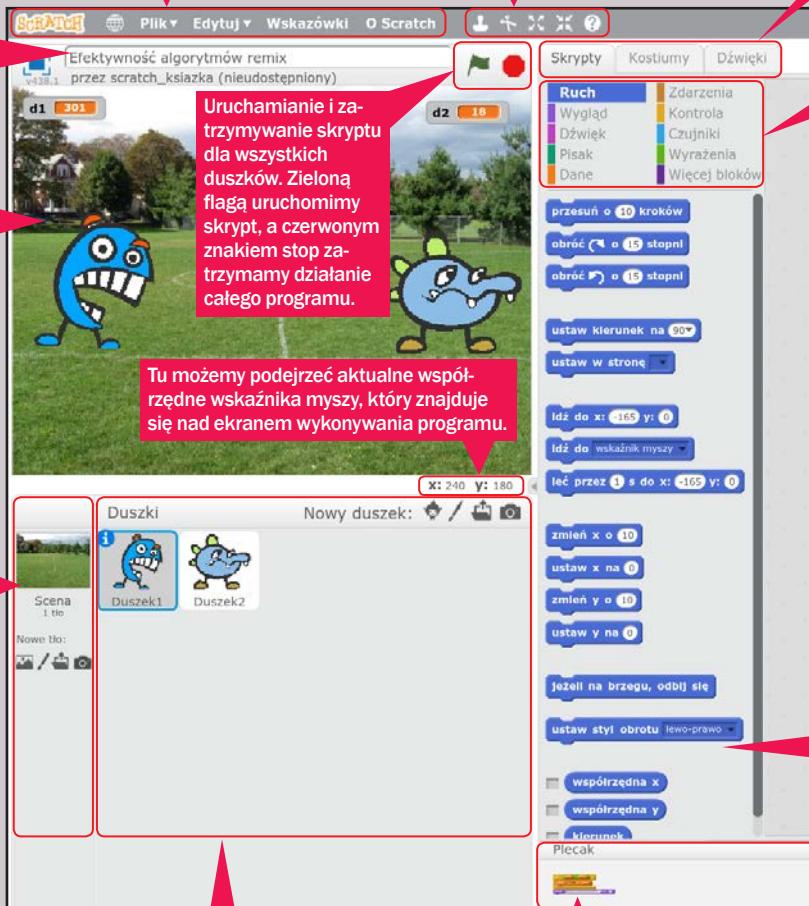 SCRATCH Plik Edytuj Wskazówki O Scratch
Efektywność algorytmów remix
v438.1 przez scratch_ksiazka (nieudostępniony)
d1 301
d2 18
Uruchamianie i za-
trzymywanie skryptu
dla wszystkich
duszków. Zieloną
flagą uruchomimy
skrypt, a czerwonym
znakiem stop za-
trzymamy działanie
całego programu.
Tu możemy podejrzeć aktualne współ-
rzędne wskaźnika myszy, który znajduje
się nad ekranem wykonywania programu.
x: 240 y: 180
Duszki Nowy duszek:
Duszek1 Duszek2
Scena
1 tło
Nowe tło:
Skrypty Kostiumy Dźwięki
Ruch Zdarzenia
Wygląd Kontrola
Dźwięk Czujniki
Pisak Wyrażenia
Dane Więcej bloków
przesuń o 10 kroków
obróć o 15 stopni
obróć o 15 stopni
ustaw kierunek na 90
ustaw w stronę
idź do x: -165 y: 0
idź do wskaźnik myszy
leć przez 1 s do x: -165 y: 0
zmień x o 10
ustaw x na 0
zmień y o 10
ustaw y na 0
jeżeli na brzegu, odbij się
ustaw styl obrotu lewo-prawo
współrzędna x
współrzędna y
kierunek
Plecak